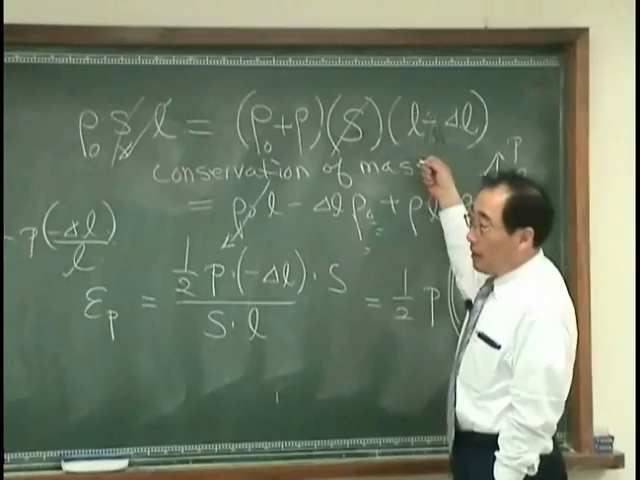 ρ₀ S l = (ρ₀ + ρ)(S)(l + Δl)
Conservation of mass
= ρ₀ l - Δl ρ₀ + ρ l
- p (-Δl / l)
ε_p = ½ p · (-Δl) · S / S · l = ½ p (
P